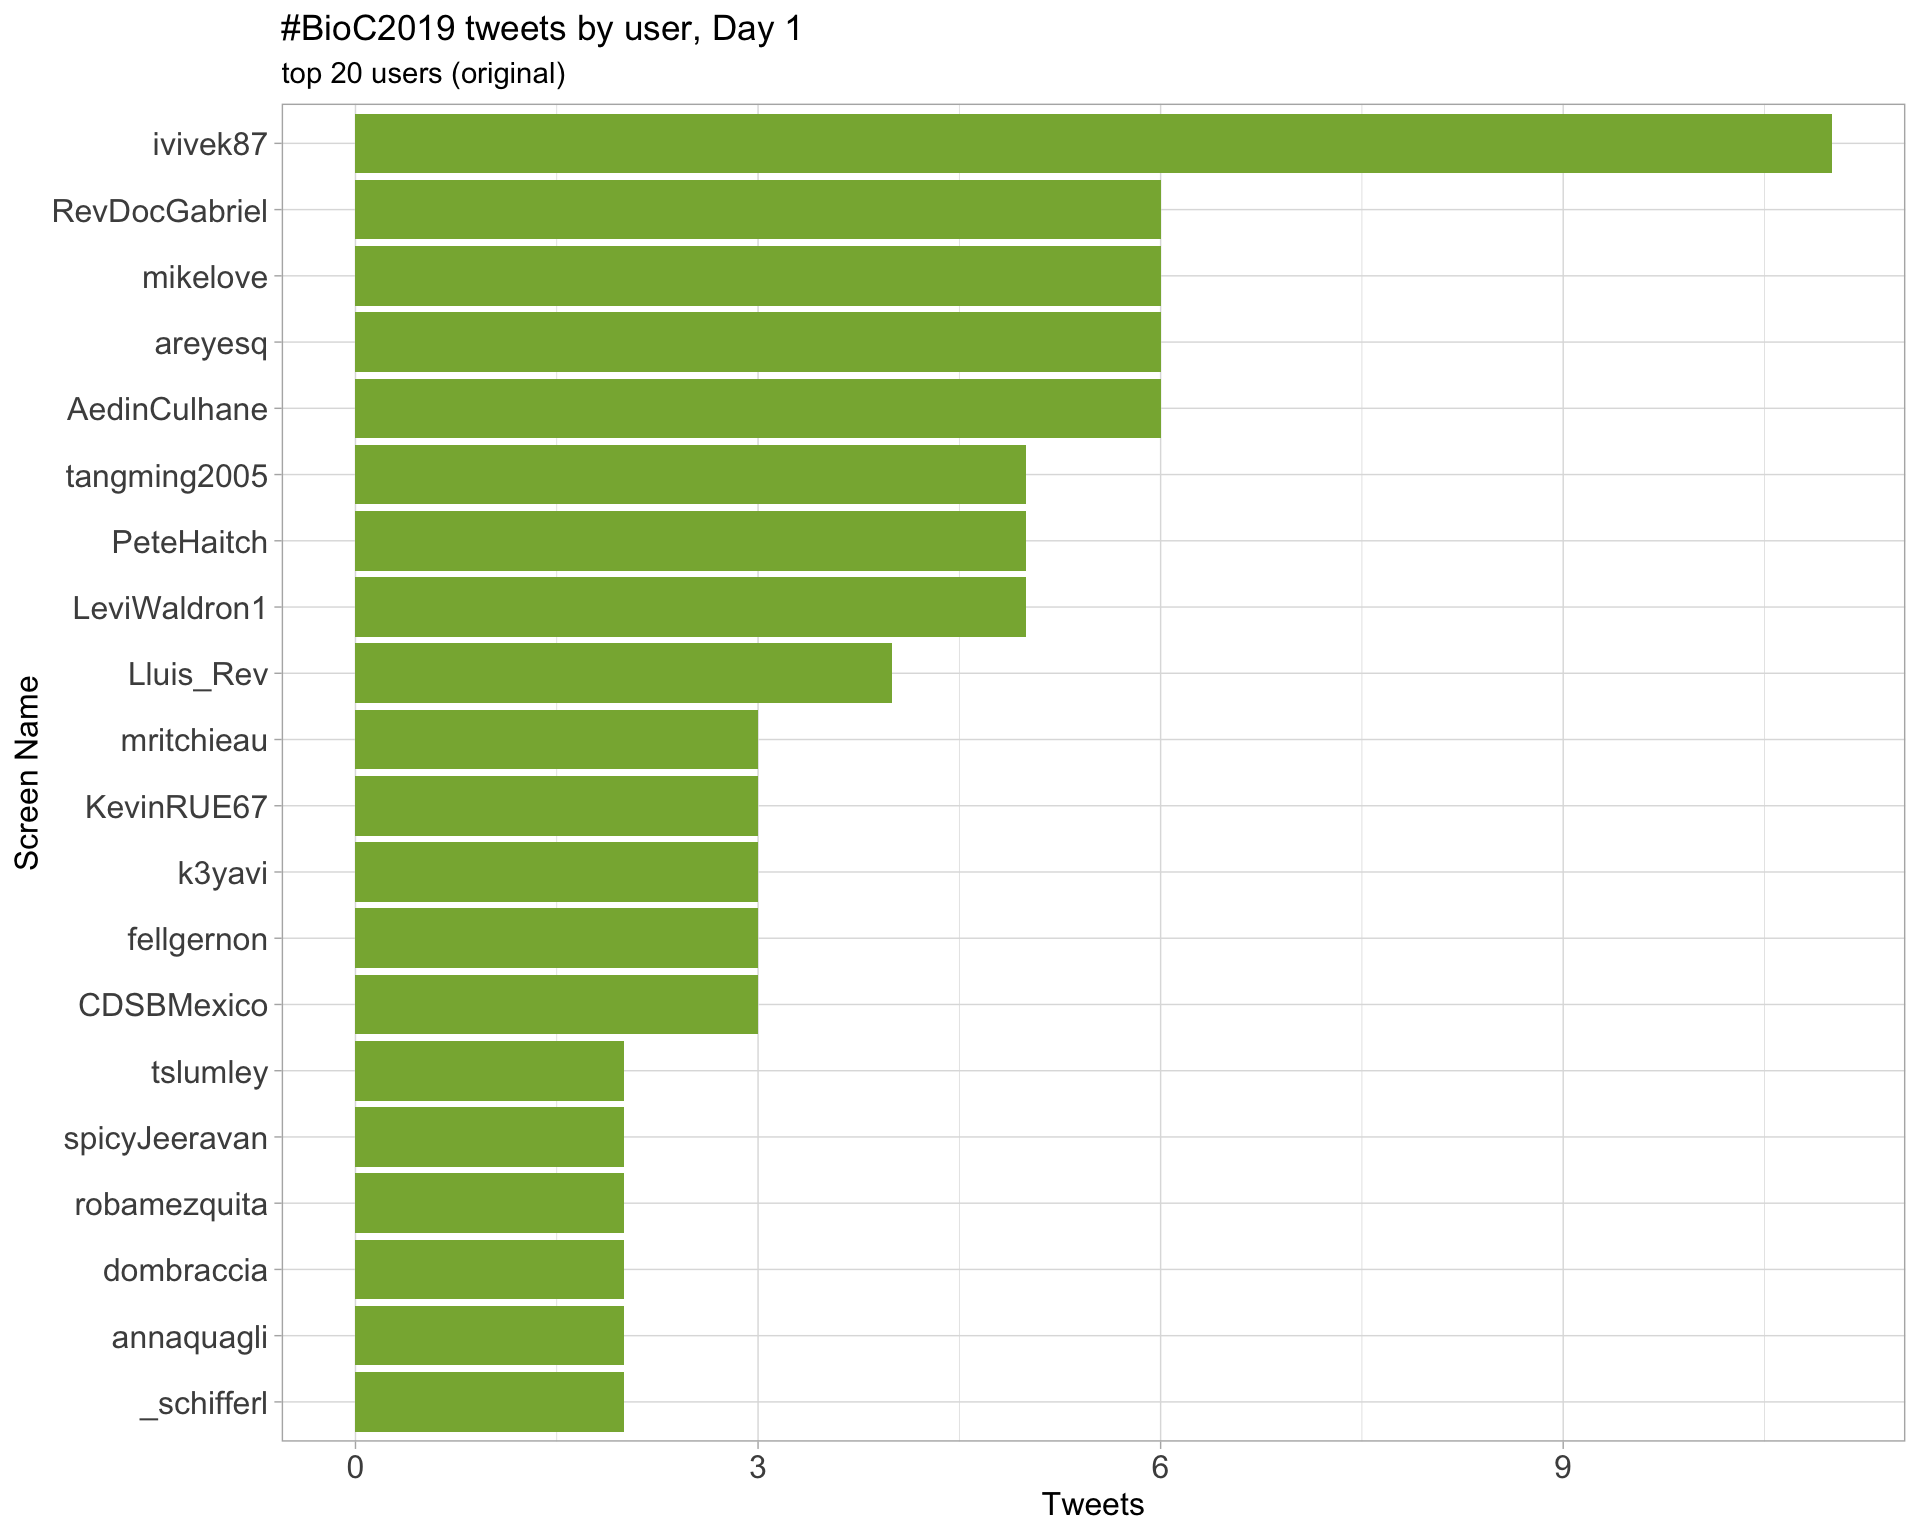 #BioC2019 tweets by user, Day 1
top 20 users (original)
ivivek87
RevDocGabriel
mikelove
areyesq
AedinCulhane
tangming2005
PeteHaitch
LeviWaldron1
Lluis_Rev
mritchieau
KevinRUE67
k3yavi
fellgernon
CDSBMexico
tslumley
spicyJeeravan
robamezquita
dombraccia
annaquagli
_schifferl
Screen Name
0 3 6 9
Tweets